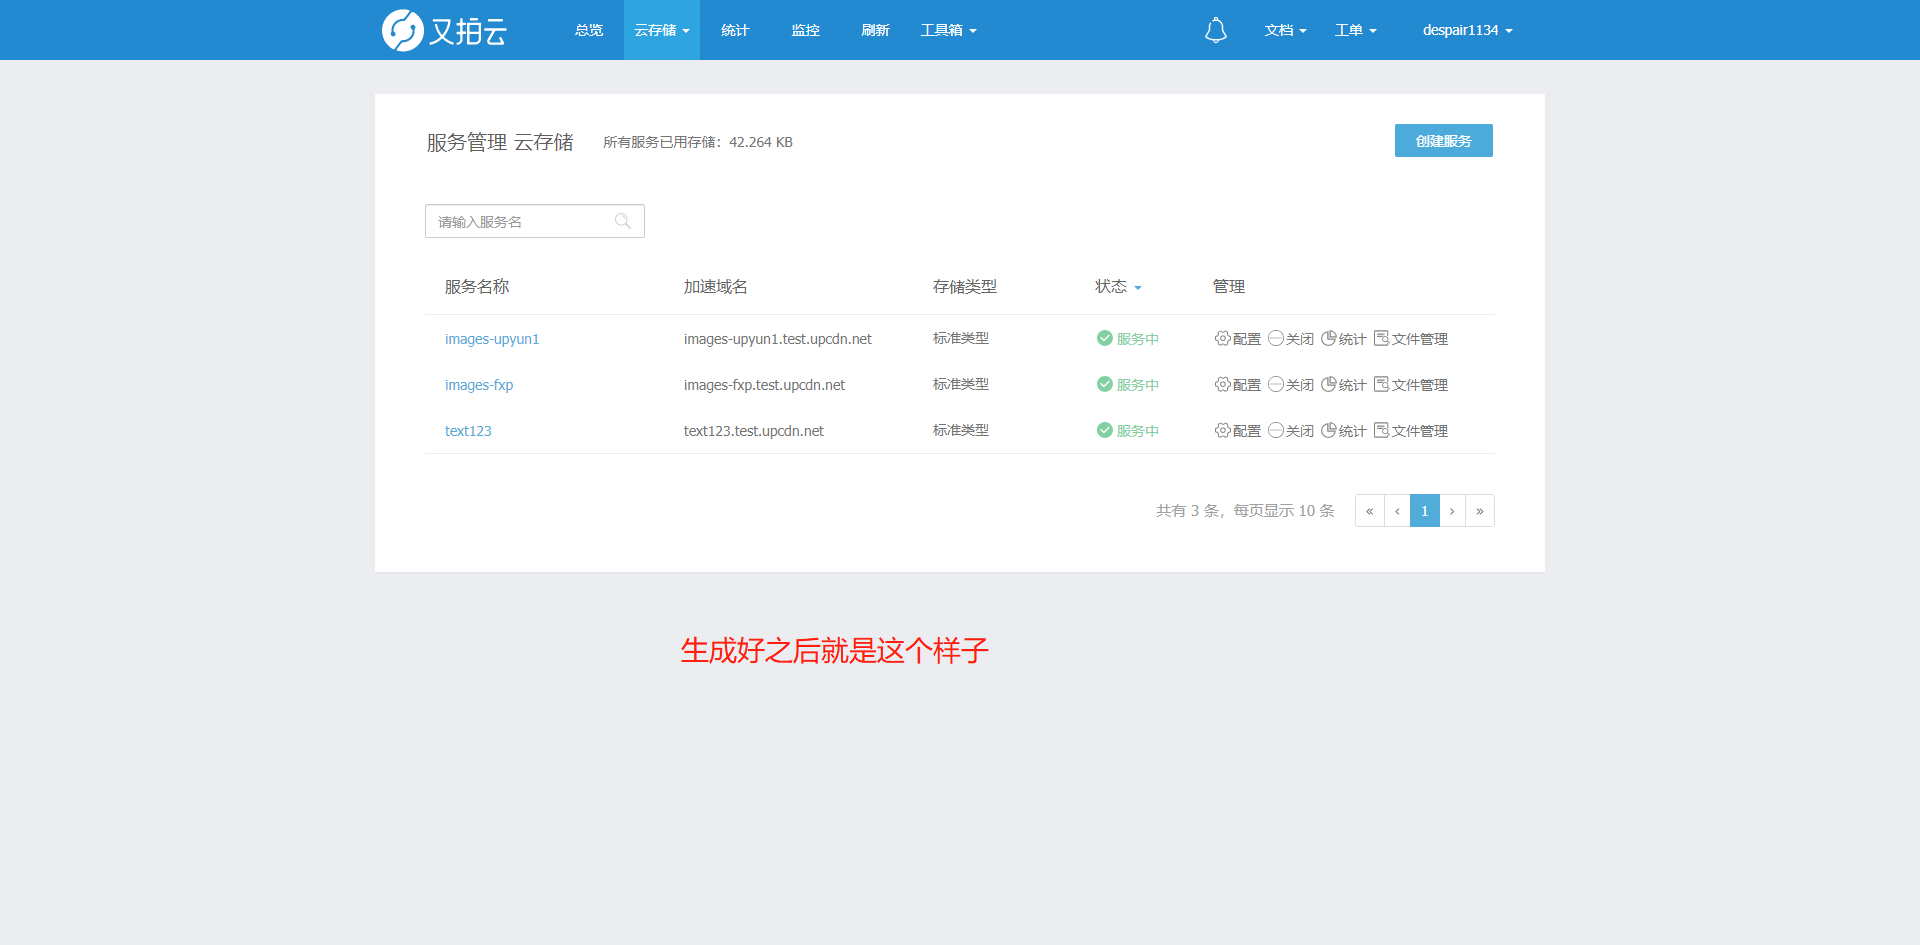 又拍云 总览 云存储 统计 监控 刷新 工具箱 文档 工单 despair1134
服务管理 云存储 所有服务已用存储：42.264 KB 创建服务
请输入服务名
服务名称 加速域名 存储类型 状态 管理
images-upyun1 images-upyun1.test.upcdn.net 标准类型 服务中 配置 关闭 统计 文件管理
images-fxp images-fxp.test.upcdn.net 标准类型 服务中 配置 关闭 统计 文件管理
text123 text123.test.upcdn.net 标准类型 服务中 配置 关闭 统计 文件管理
共有 3 条，每页显示 10 条 « ‹ 1 › »
生成好之后就是这个样子